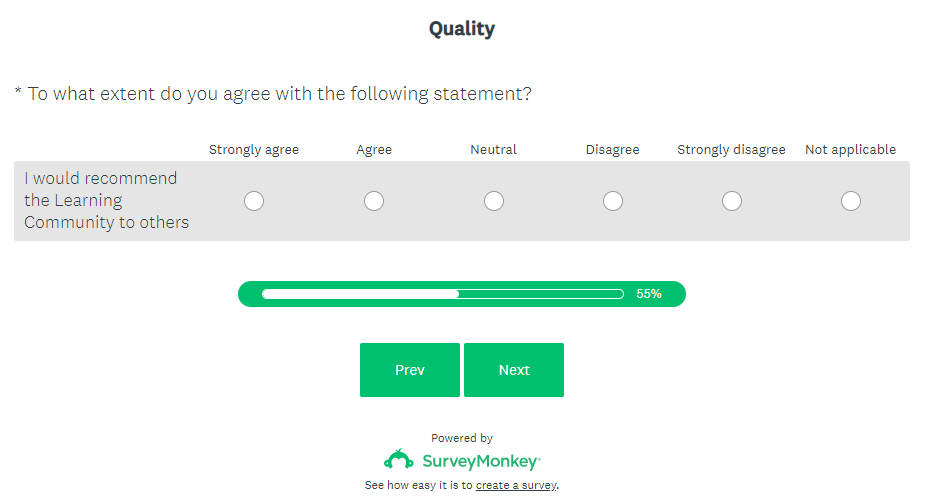 Quality
* To what extent do you agree with the following statement?
Strongly agree Agree Neutral Disagree Strongly disagree Not applicable
I would recommend
the Learning
Community to others
55%
Prev Next
Powered by
SurveyMonkey
See how easy it is to create a survey.